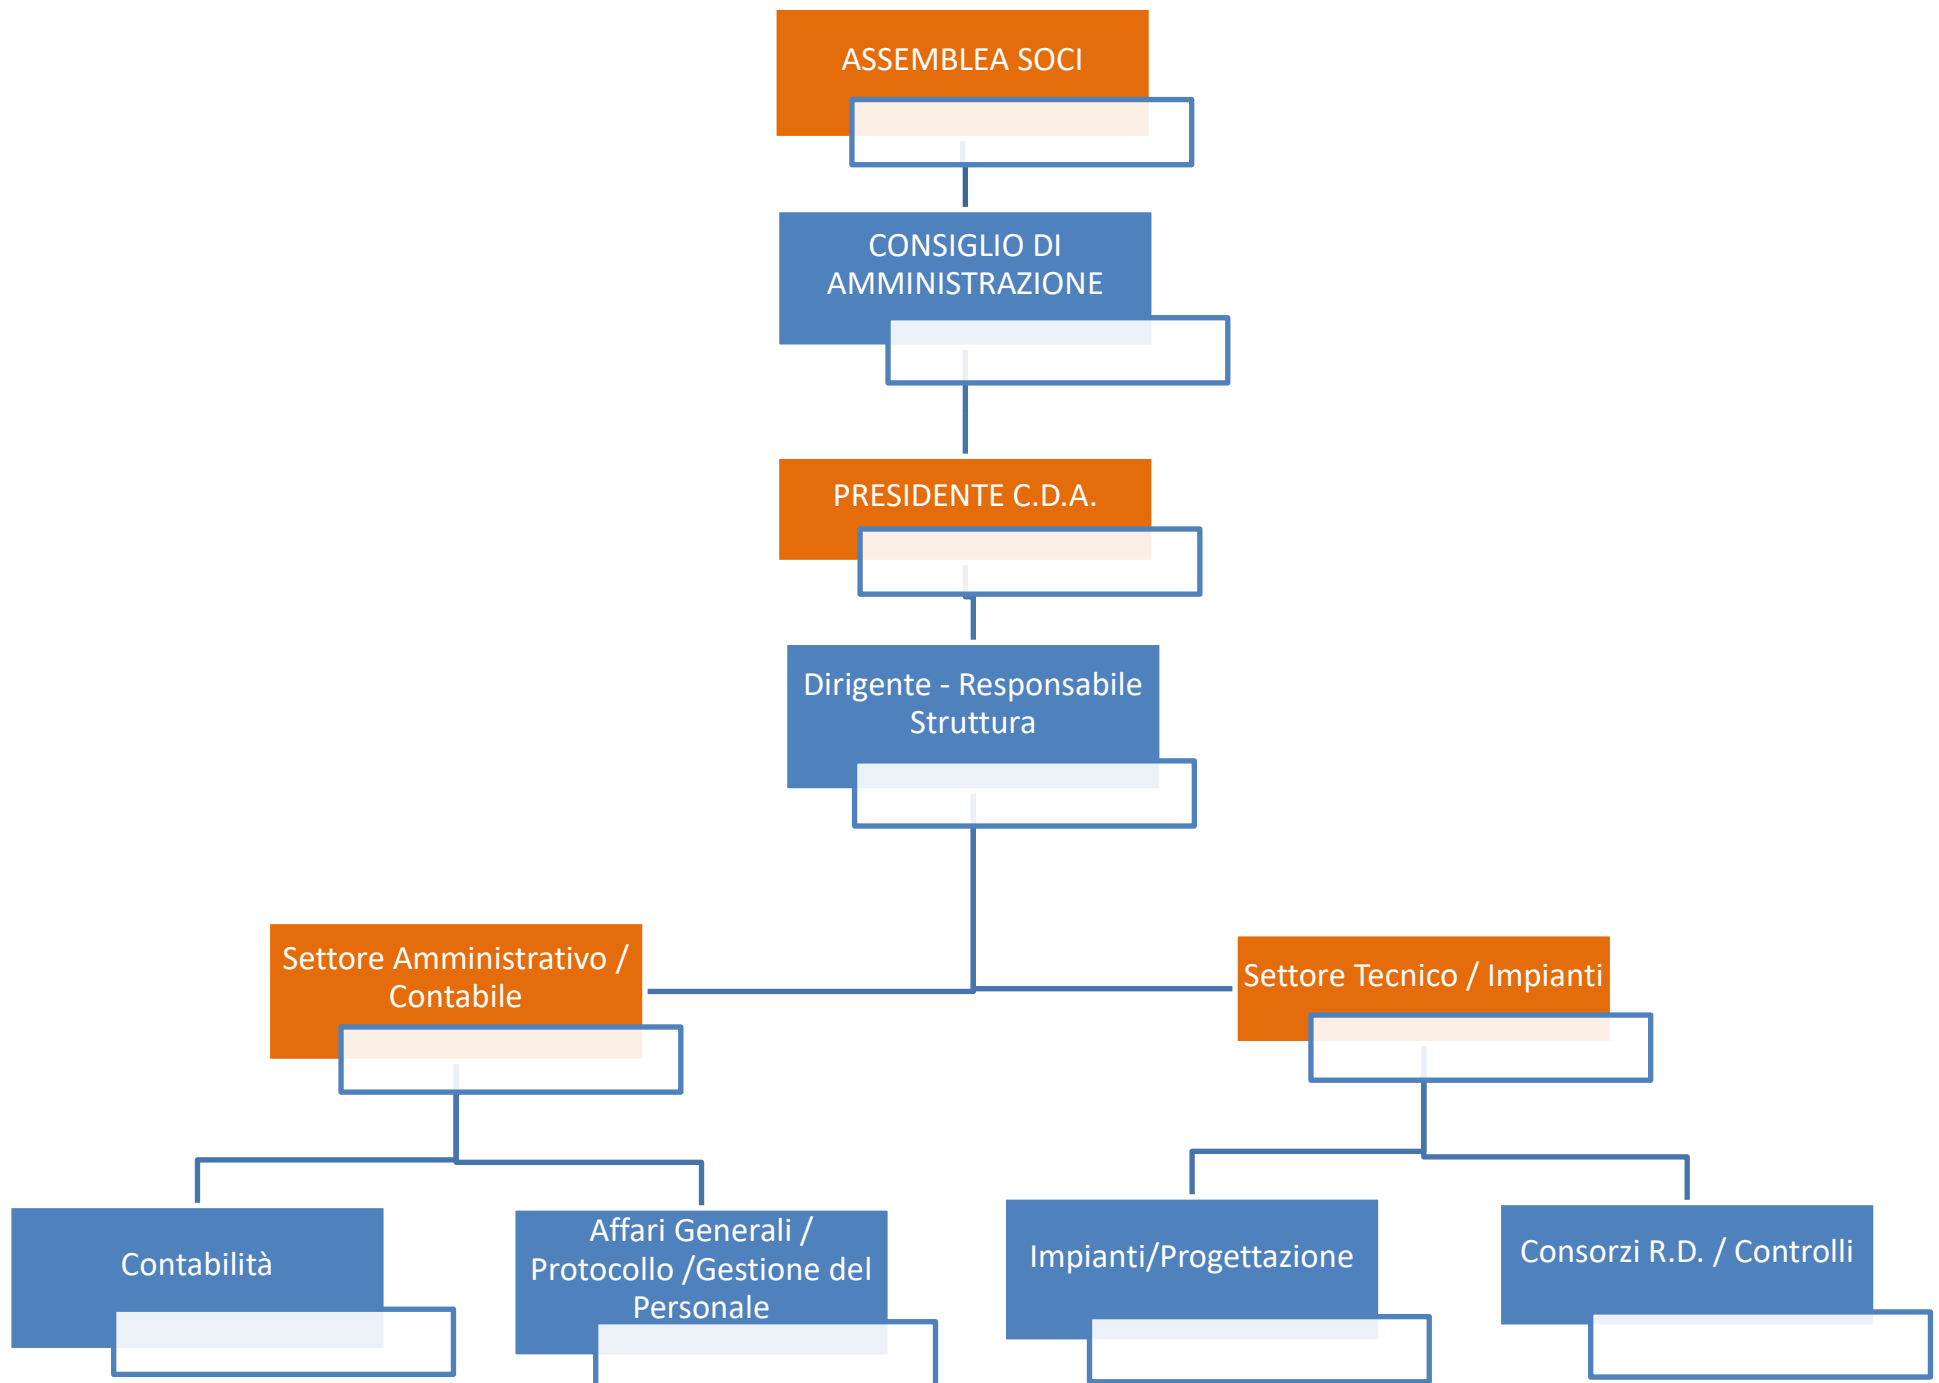 ASSEMBLEA SOCI
CONSIGLIO DI
AMMINISTRAZIONE
PRESIDENTE C.D.A.
Dirigente - Responsabile
Struttura
Settore Amministrativo /
Contabile
Settore Tecnico / Impianti
Contabilità
Affari Generali /
Protocollo /Gestione del
Personale
Impianti/Progettazione
Consorzi R.D. / Controlli